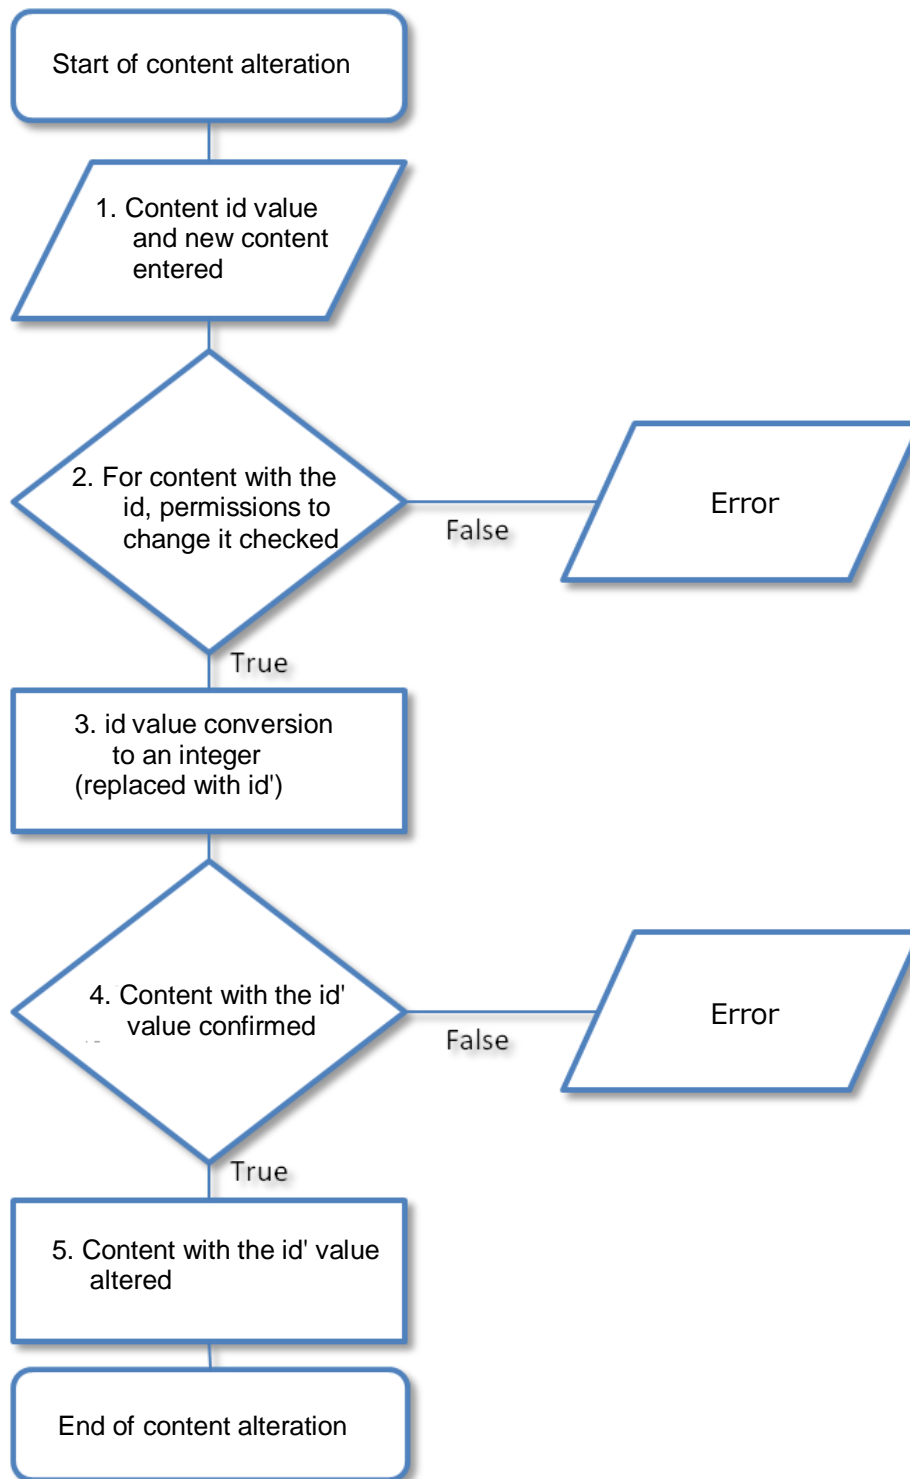 Start of content alteration
1. Content id value
and new content
entered
2. For content with the
id, permissions to
change it checked
False
Error
True
3. id value conversion
to an integer
(replaced with id')
4. Content with the id'
value confirmed
False
Error
True
5. Content with the id' value
altered
End of content alteration